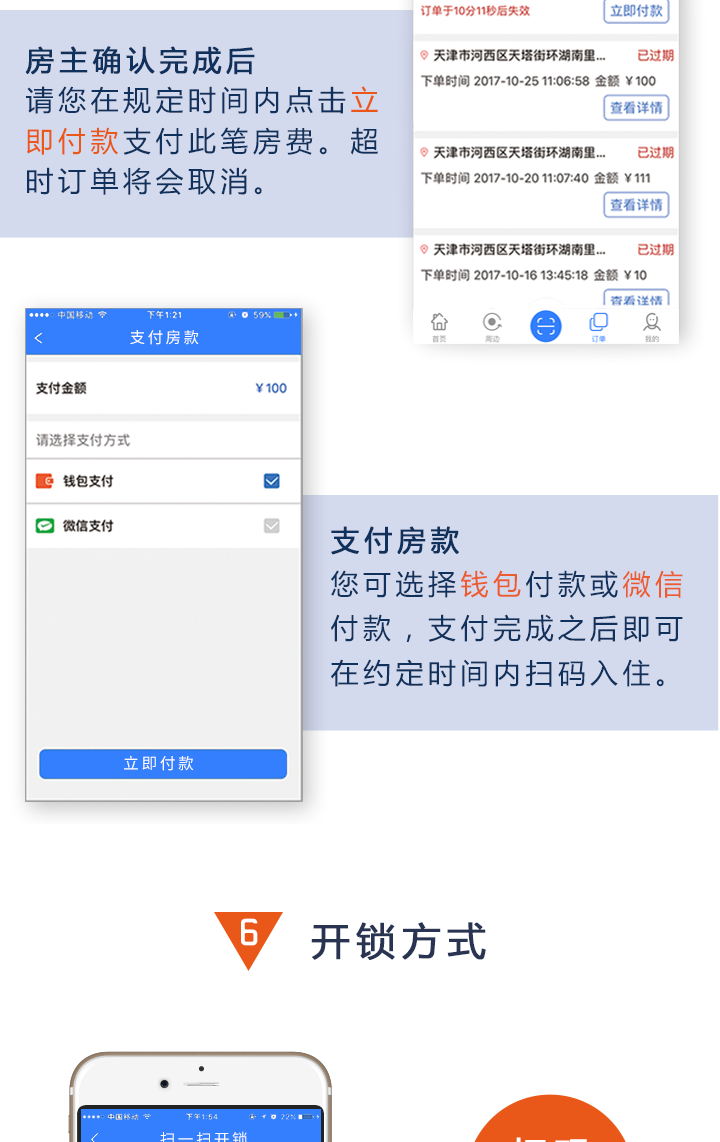 订单于10分11秒后失效
立即付款
房主确认完成后
请您在规定时间内点击立
即付款支付此笔房费。超
时订单将会取消。
天津市河西区天塔街环湖南里...
已过期
下单时间 2017-10-25 11:06:58 金额 ¥100
查看详情
天津市河西区天塔街环湖南里...
已过期
下单时间 2017-10-20 11:07:40 金额 ¥111
查看详情
天津市河西区天塔街环湖南里...
已过期
下单时间 2017-10-16 13:45:18 金额 ¥10
查看详情
首页
周边
订单
我的
中国移动
下午1:21
59%
支付房款
支付金额
¥100
请选择支付方式
钱包支付
微信支付
立即付款
支付房款
您可选择钱包付款或微信
付款，支付完成之后即可
在约定时间内扫码入住。
6
开锁方式
中国移动
下午1:54
22%
扫一扫开锁